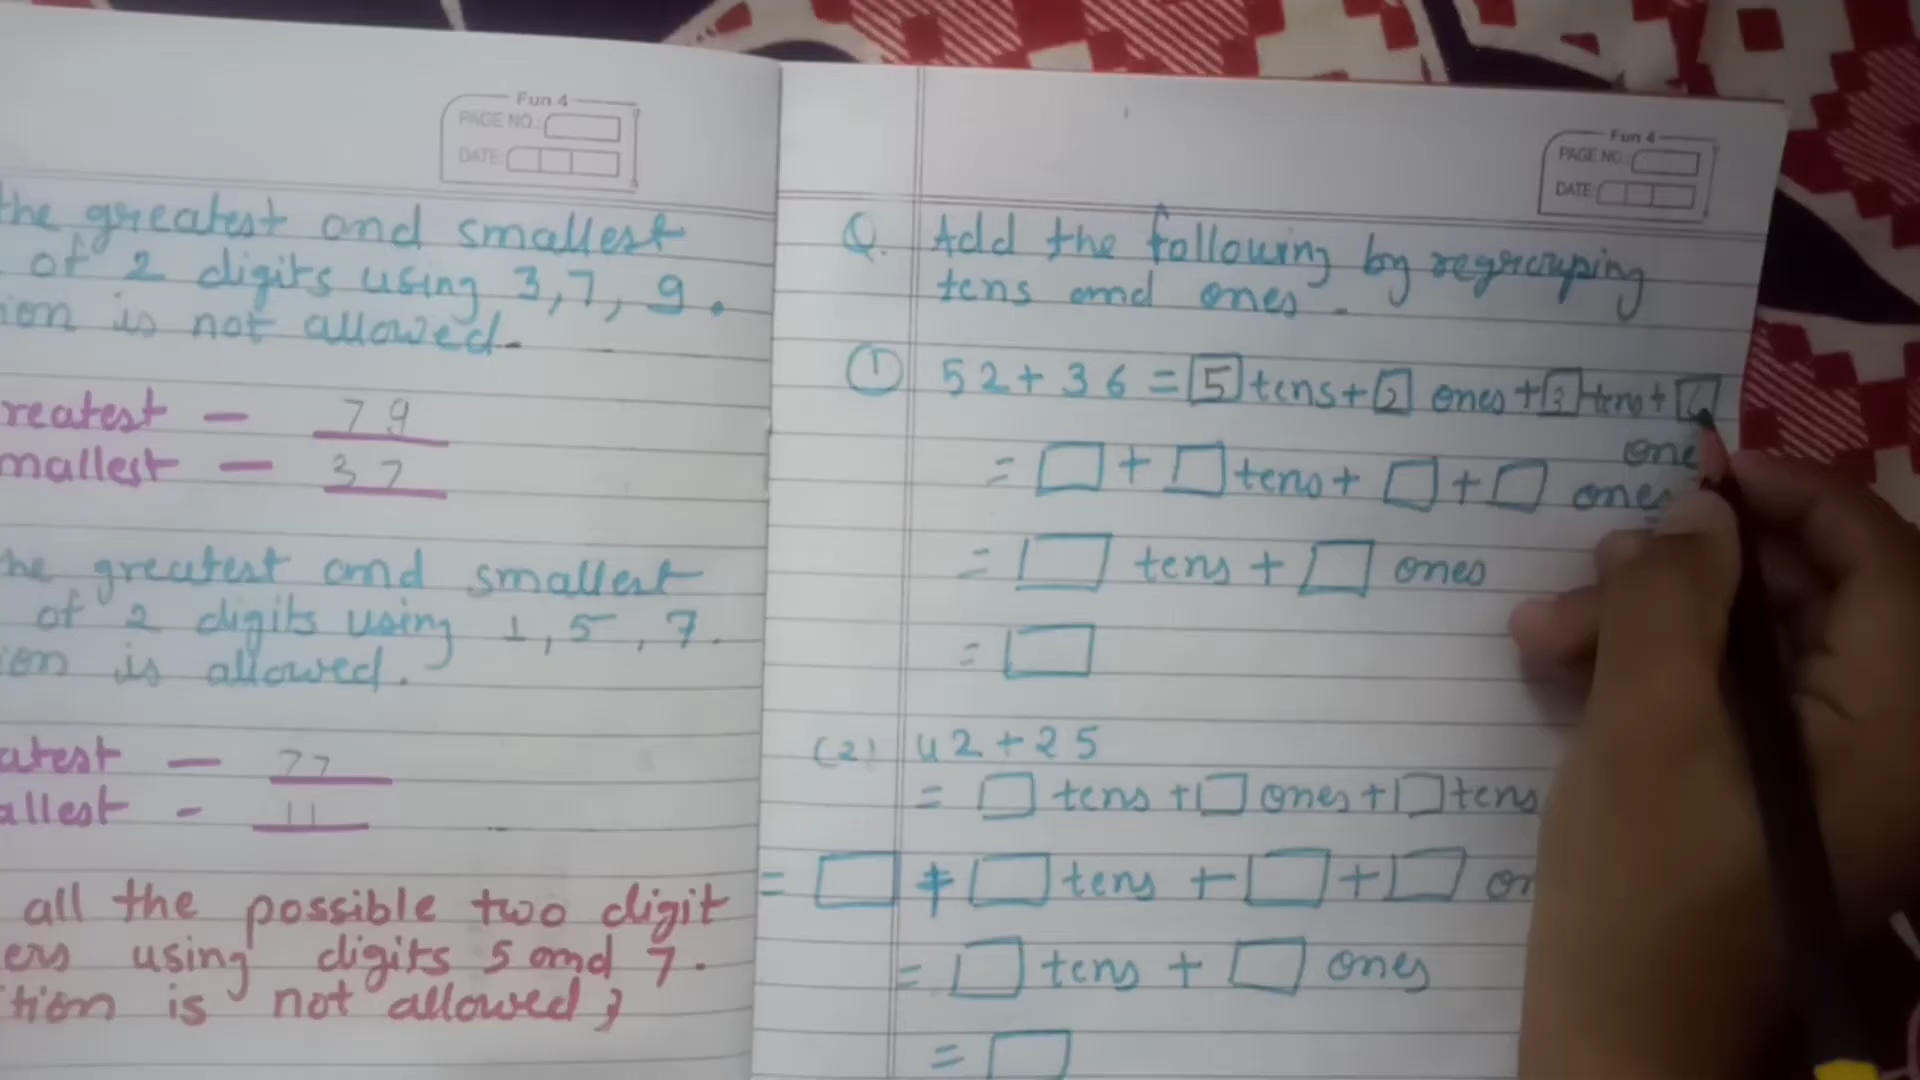 Fun 4
PAGE NO.:
DATE:
the greatest and smallest
of 2 digits using 3, 7, 9.
ion is not allowed.
reatest - 79
mallest - 37
he greatest and smallest
of 2 digits using 1, 5, 7.
ion is allowed.
atest - 77
allest - 11
all the possible two digit
ers using digits 5 and 7.
tion is not allowed;
Fun 4
PAGE NO.:
DATE:
Q. Add the following by regrouping
tens and ones.
① 52+36 = 5 tens+2 ones+3 tens+
one
= □ + □ tens + □ + □ ones
= □ tens + □ ones
= □
(2) 42+25
= □ tens + □ ones + □ tens
= □ + □ tens + □ + □ on
= □ tens + □ ones
= □